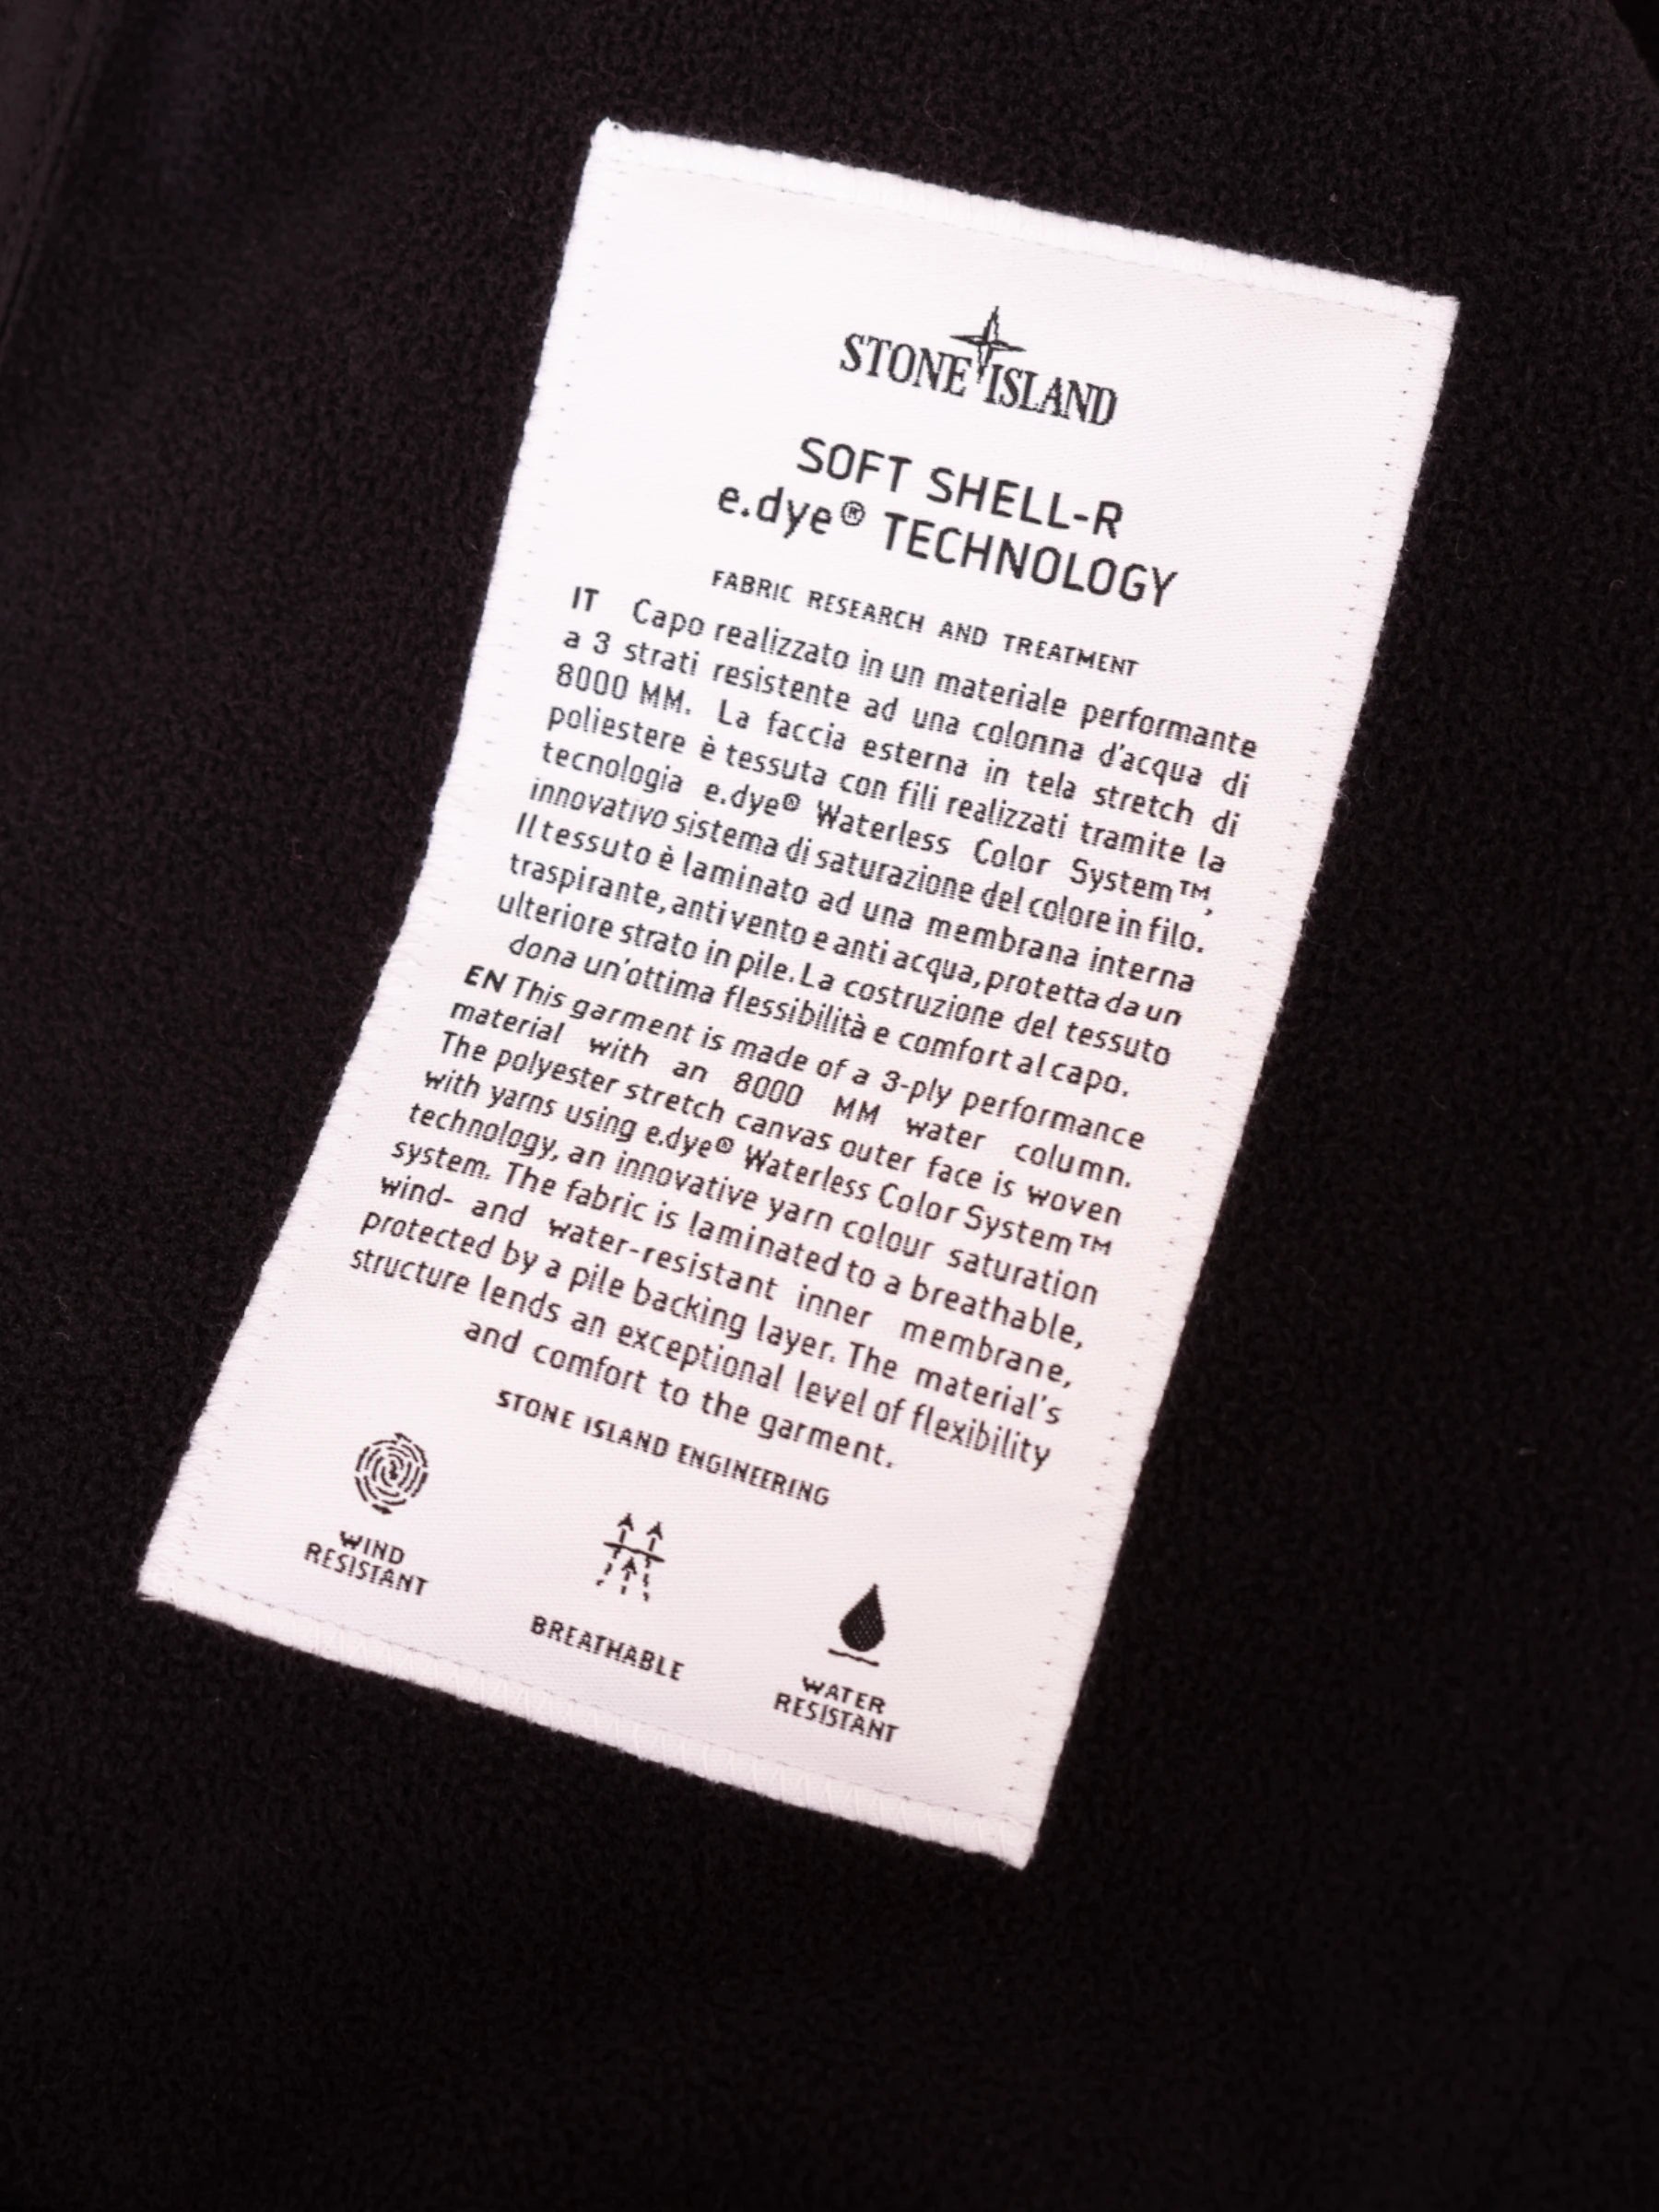 STONE ISLAND
SOFT SHELL-R
e.dye® TECHNOLOGY
FABRIC RESEARCH AND TREATMENT
IT Capo realizzato in un materiale performante
a 3 strati resistente ad una colonna d'acqua di
8000 MM. La faccia esterna in tela stretch di
poliestere è tessuta con fili realizzati tramite la
tecnologia e.dye® Waterless Color System™,
innovativo sistema di saturazione del colore in filo.
Il tessuto è laminato ad una membrana interna
traspirante, antivento e anti acqua, protetta da un
ulteriore strato in pile. La costruzione del tessuto
dona un'ottima flessibilità e comfort al capo.
EN This garment is made of a 3-ply performance
material with an 8000 MM water column.
The polyester stretch canvas outer face is woven
with yarns using e.dye® Waterless Color System™
technology, an innovative yarn colour saturation
system. The fabric is laminated to a breathable,
wind- and water-resistant inner membrane,
protected by a pile backing layer. The material's
structure lends an exceptional level of flexibility
and comfort to the garment.
STONE ISLAND ENGINEERING
WIND
RESISTANT
BREATHABLE
WATER
RESISTANT